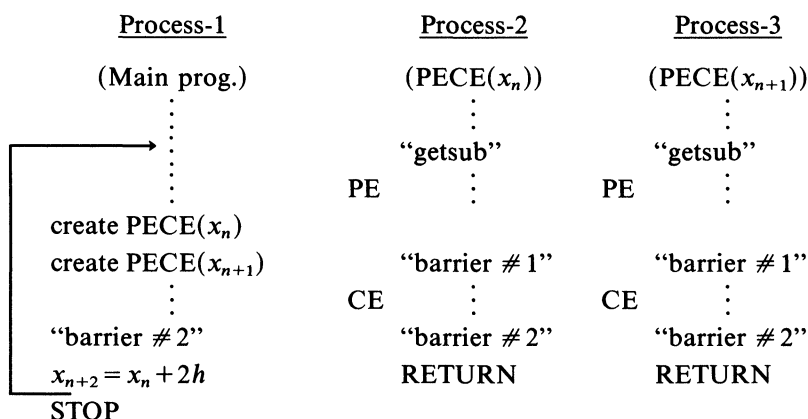 Process-1 Process-2 Process-3
(Main prog.) (PECE(xₙ)) (PECE(xₙ₊₁))
“getsub” “getsub”
PE PE
create PECE(xₙ)
create PECE(xₙ₊₁) “barrier #1” “barrier #1”
CE CE
“barrier #2” “barrier #2” “barrier #2”
xₙ₊₂ = xₙ + 2h RETURN RETURN
STOP